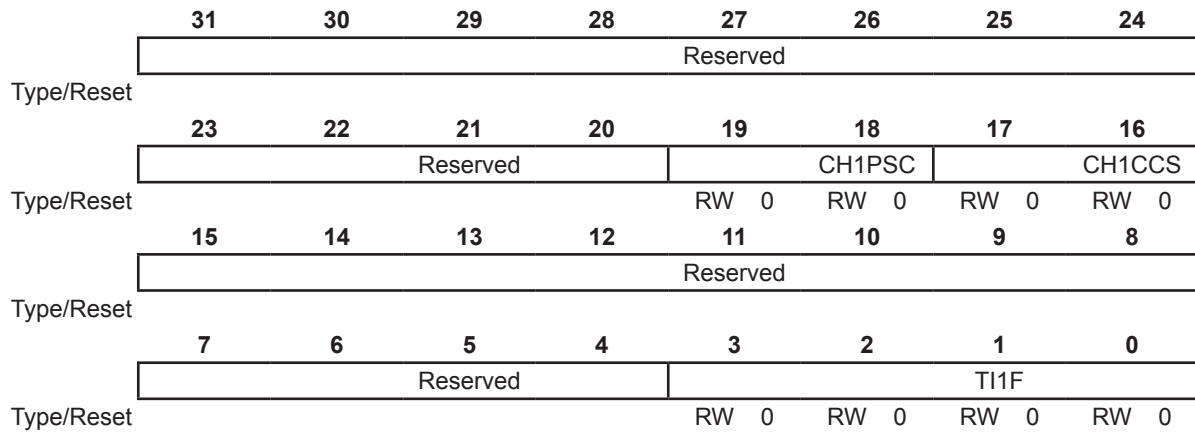 31 30 29 28 27 26 25 24
Reserved
Type/Reset
23 22 21 20 19 18 17 16
Reserved CH1PSC CH1CCS
Type/Reset RW 0 RW 0 RW 0 RW 0
15 14 13 12 11 10 9 8
Reserved
Type/Reset
7 6 5 4 3 2 1 0
Reserved TI1F
Type/Reset RW 0 RW 0 RW 0 RW 0